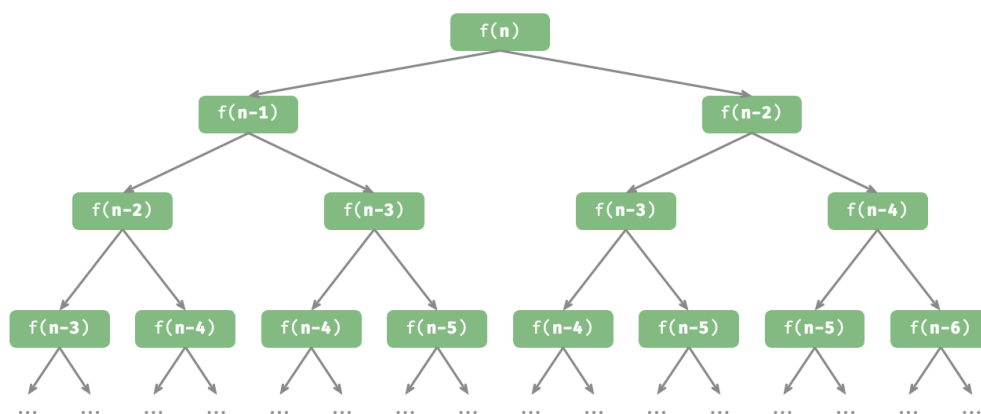 f(n)
f(n-1) f(n-2)
f(n-2) f(n-3) f(n-3) f(n-4)
f(n-3) f(n-4) f(n-4) f(n-5) f(n-4) f(n-5) f(n-5) f(n-6)
... ... ... ... ... ... ... ... ... ... ... ... ... ... ... ...